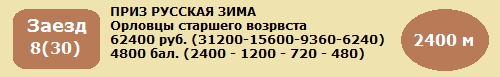 Заезд
8(30)
ПРИЗ РУССКАЯ ЗИМА
Орловцы старшего возрвста
62400 руб. (31200-15600-9360-6240)
4800 бал. (2400 - 1200 - 720 - 480)
2400 м